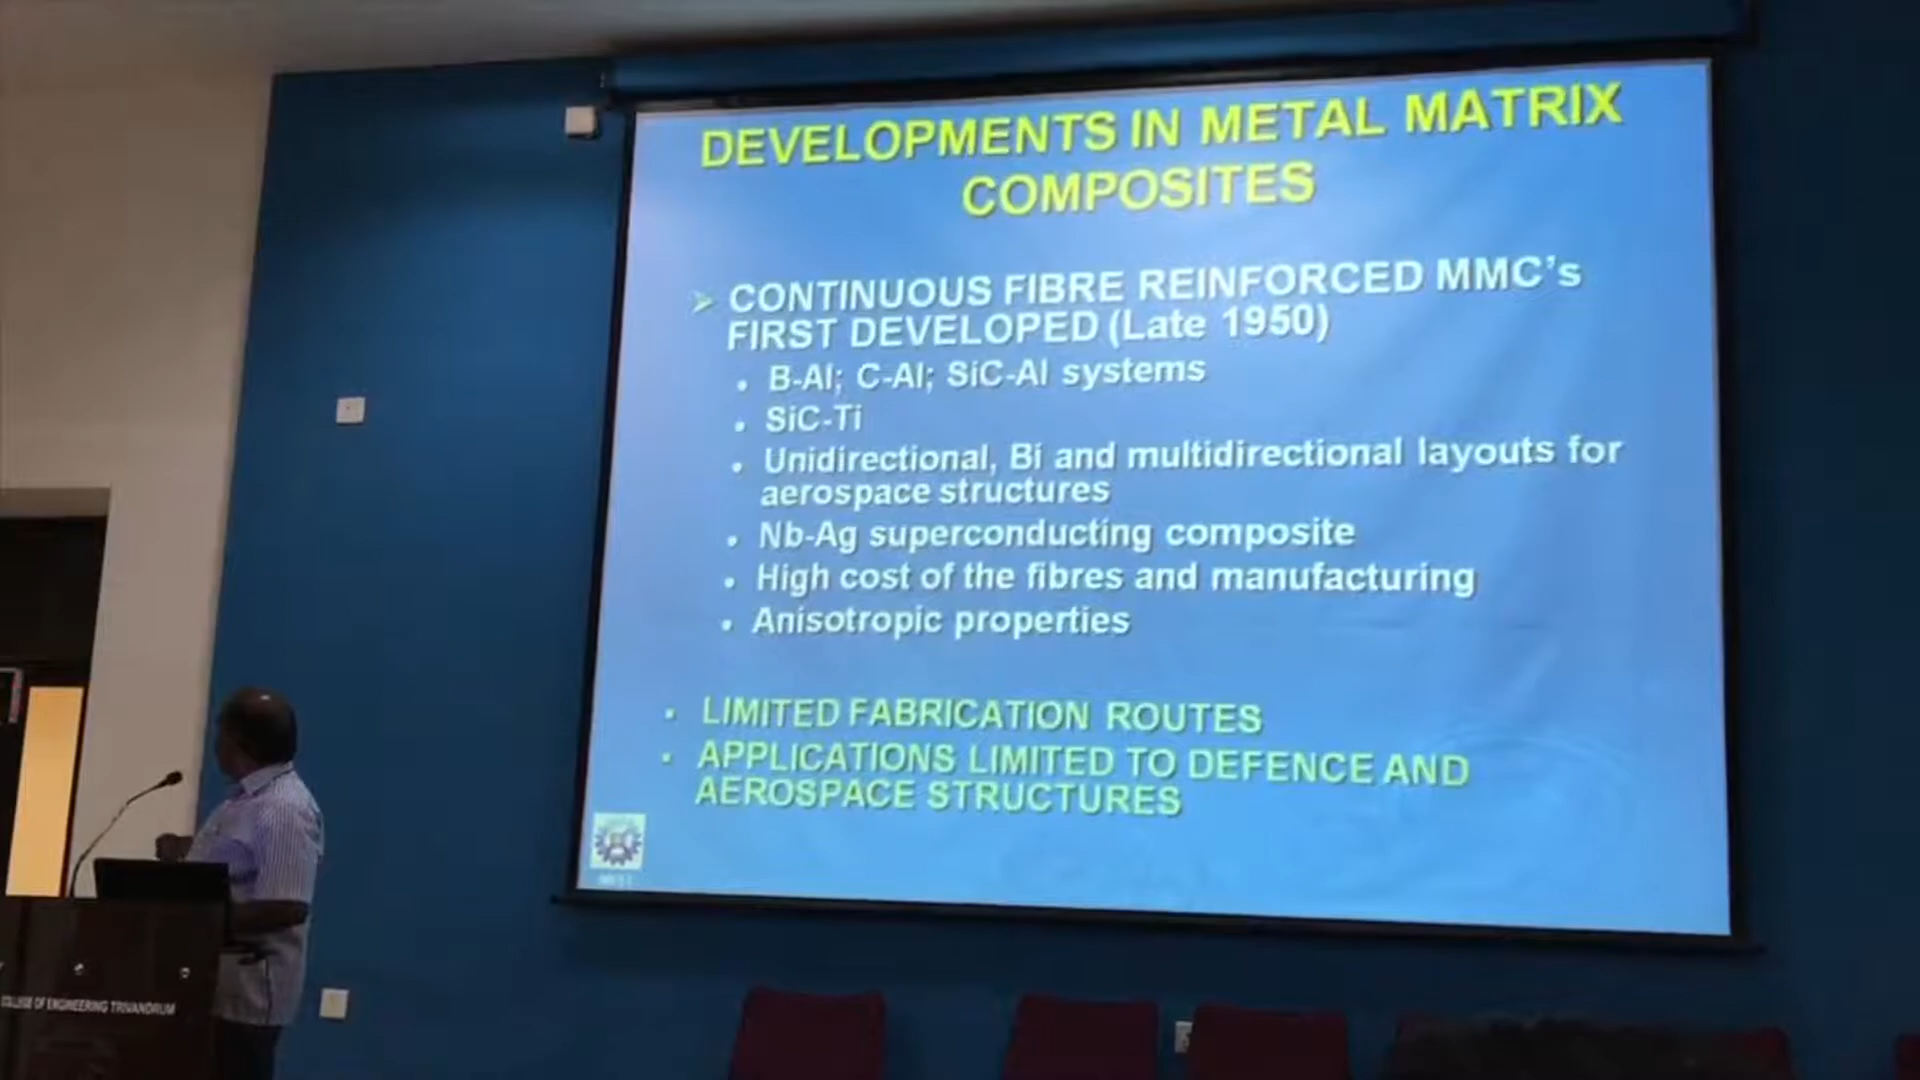 DEVELOPMENTS IN METAL MATRIX
COMPOSITES
➢ CONTINUOUS FIBRE REINFORCED MMC's
FIRST DEVELOPED (Late 1950)
• B-Al; C-Al; SiC-Al systems
• SiC-Ti
• Unidirectional, Bi and multidirectional layouts for
aerospace structures
• Nb-Ag superconducting composite
• High cost of the fibres and manufacturing
• Anisotropic properties
• LIMITED FABRICATION ROUTES
• APPLICATIONS LIMITED TO DEFENCE AND
AEROSPACE STRUCTURES
COLLEGE OF ENGINEERING TRIVANDRUM